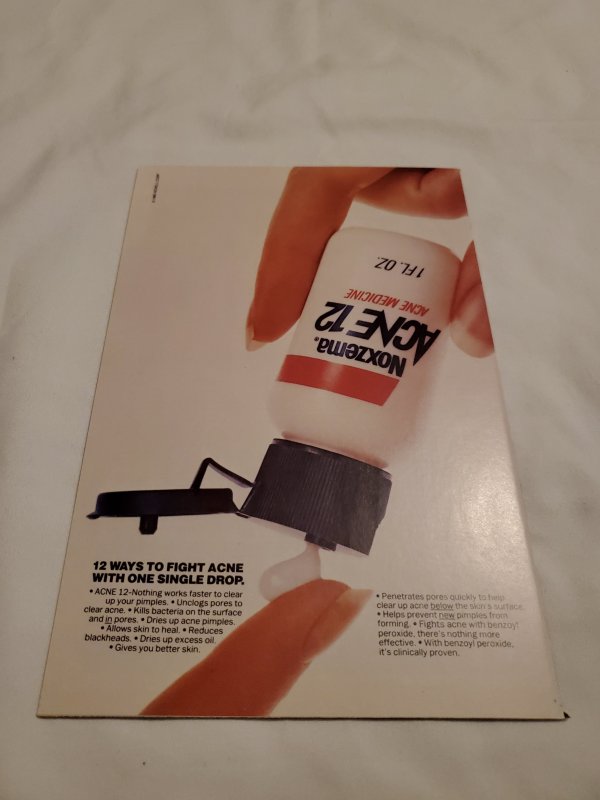 1 FL. OZ.
ACNE MEDICINE
ACNE 12
Noxzema®
12 WAYS TO FIGHT ACNE
WITH ONE SINGLE DROP.
• ACNE 12-Nothing works faster to clear
up your pimples. • Unclogs pores to
clear acne. • Kills bacteria on the surface
and in pores. • Dries up acne pimples.
• Allows skin to heal. • Reduces
blackheads. • Dries up excess oil.
• Gives you better skin.
• Penetrates pores quickly to help
clear up acne below the skin's surface.
• Helps prevent new pimples from
forming. • Fights acne with benzoyl
peroxide, there's nothing more
effective. • With benzoyl peroxide,
it's clinically proven.